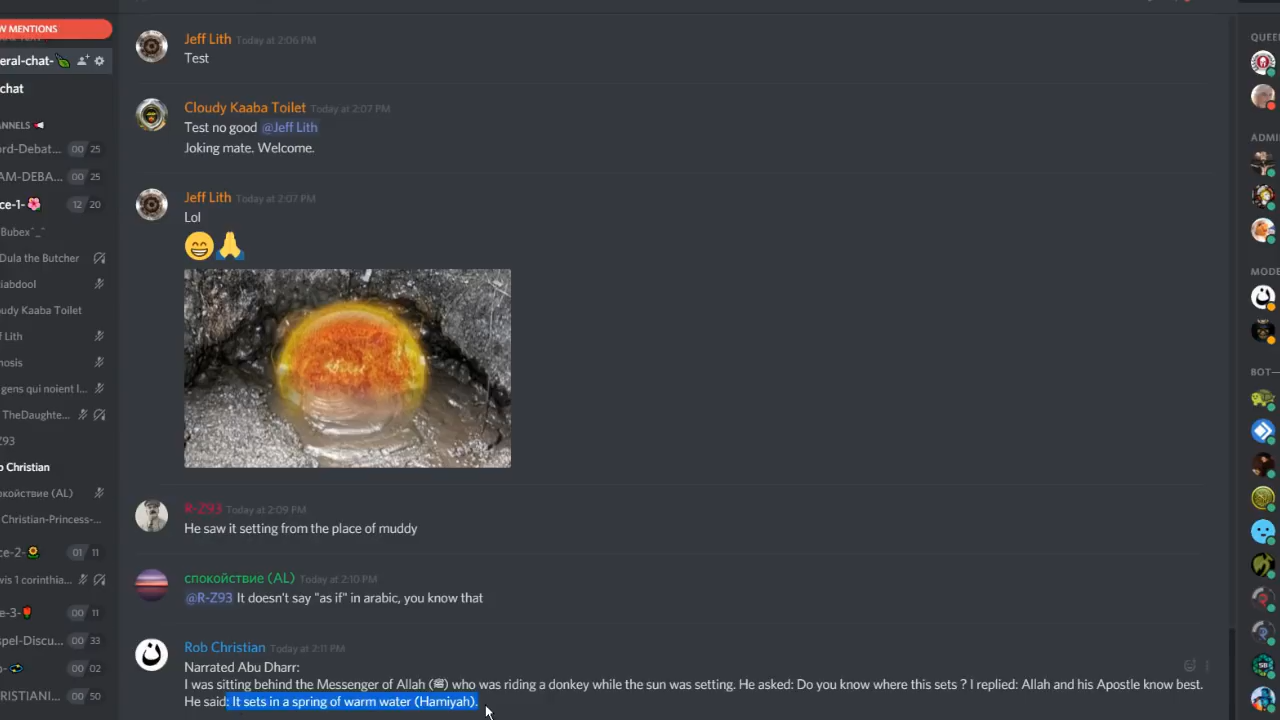 W MENTIONS
eral-chat-
chat
ANNELS
ord-Debat... 00 25
AM-DEBA... 00 25
ce-1- 12 20
Bubex^_^
Dula the Butcher
iabdool
oudy Kaaba Toilet
f Lith
nosis
gens qui noient l...
TheDaughte...
Z93
b Christian
окойствие (AL)
Christian-Princess-...
ce-2- 01 11
vis 1 corinthia...
e-3- 00 11
spel-Discu... 00 33
p- 00 02
CHRISTIANI... 00 50
Jeff Lith Today at 2:06 PM
Test
Cloudy Kaaba Toilet Today at 2:07 PM
Test no good @Jeff Lith
Joking mate. Welcome.
Jeff Lith Today at 2:07 PM
Lol
R-Z93 Today at 2:09 PM
He saw it setting from the place of muddy
спокойствие (AL) Today at 2:10 PM
@R-Z93 It doesn't say "as if" in arabic, you know that
Rob Christian Today at 2:11 PM
Narrated Abu Dharr:
I was sitting behind the Messenger of Allah (ﷺ) who was riding a donkey while the sun was setting. He asked: Do you know where this sets ? I replied: Allah and his Apostle know best.
He said: It sets in a spring of warm water (Hamiyah).
QUEE
ADMI
MODE
BOT—